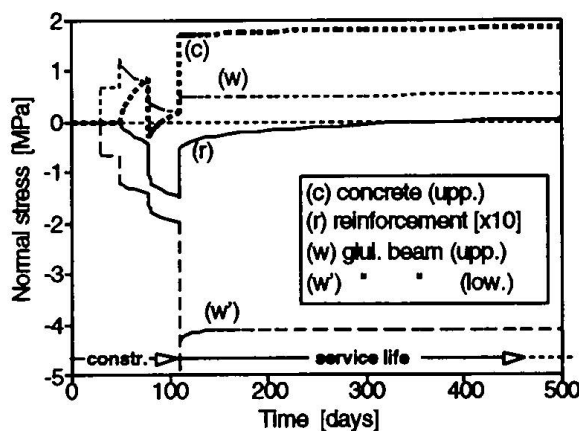 Normal stress [MPa]
2
1
0
-1
-2
-3
-4
-5
(c)
(w)
(r)
(c) concrete (upp.)
(r) reinforcement [x10]
(w) glul. beam (upp.)
(w') " " (low.)
(w')
constr.
service life
0 100 200 300 400 500
Time [days]